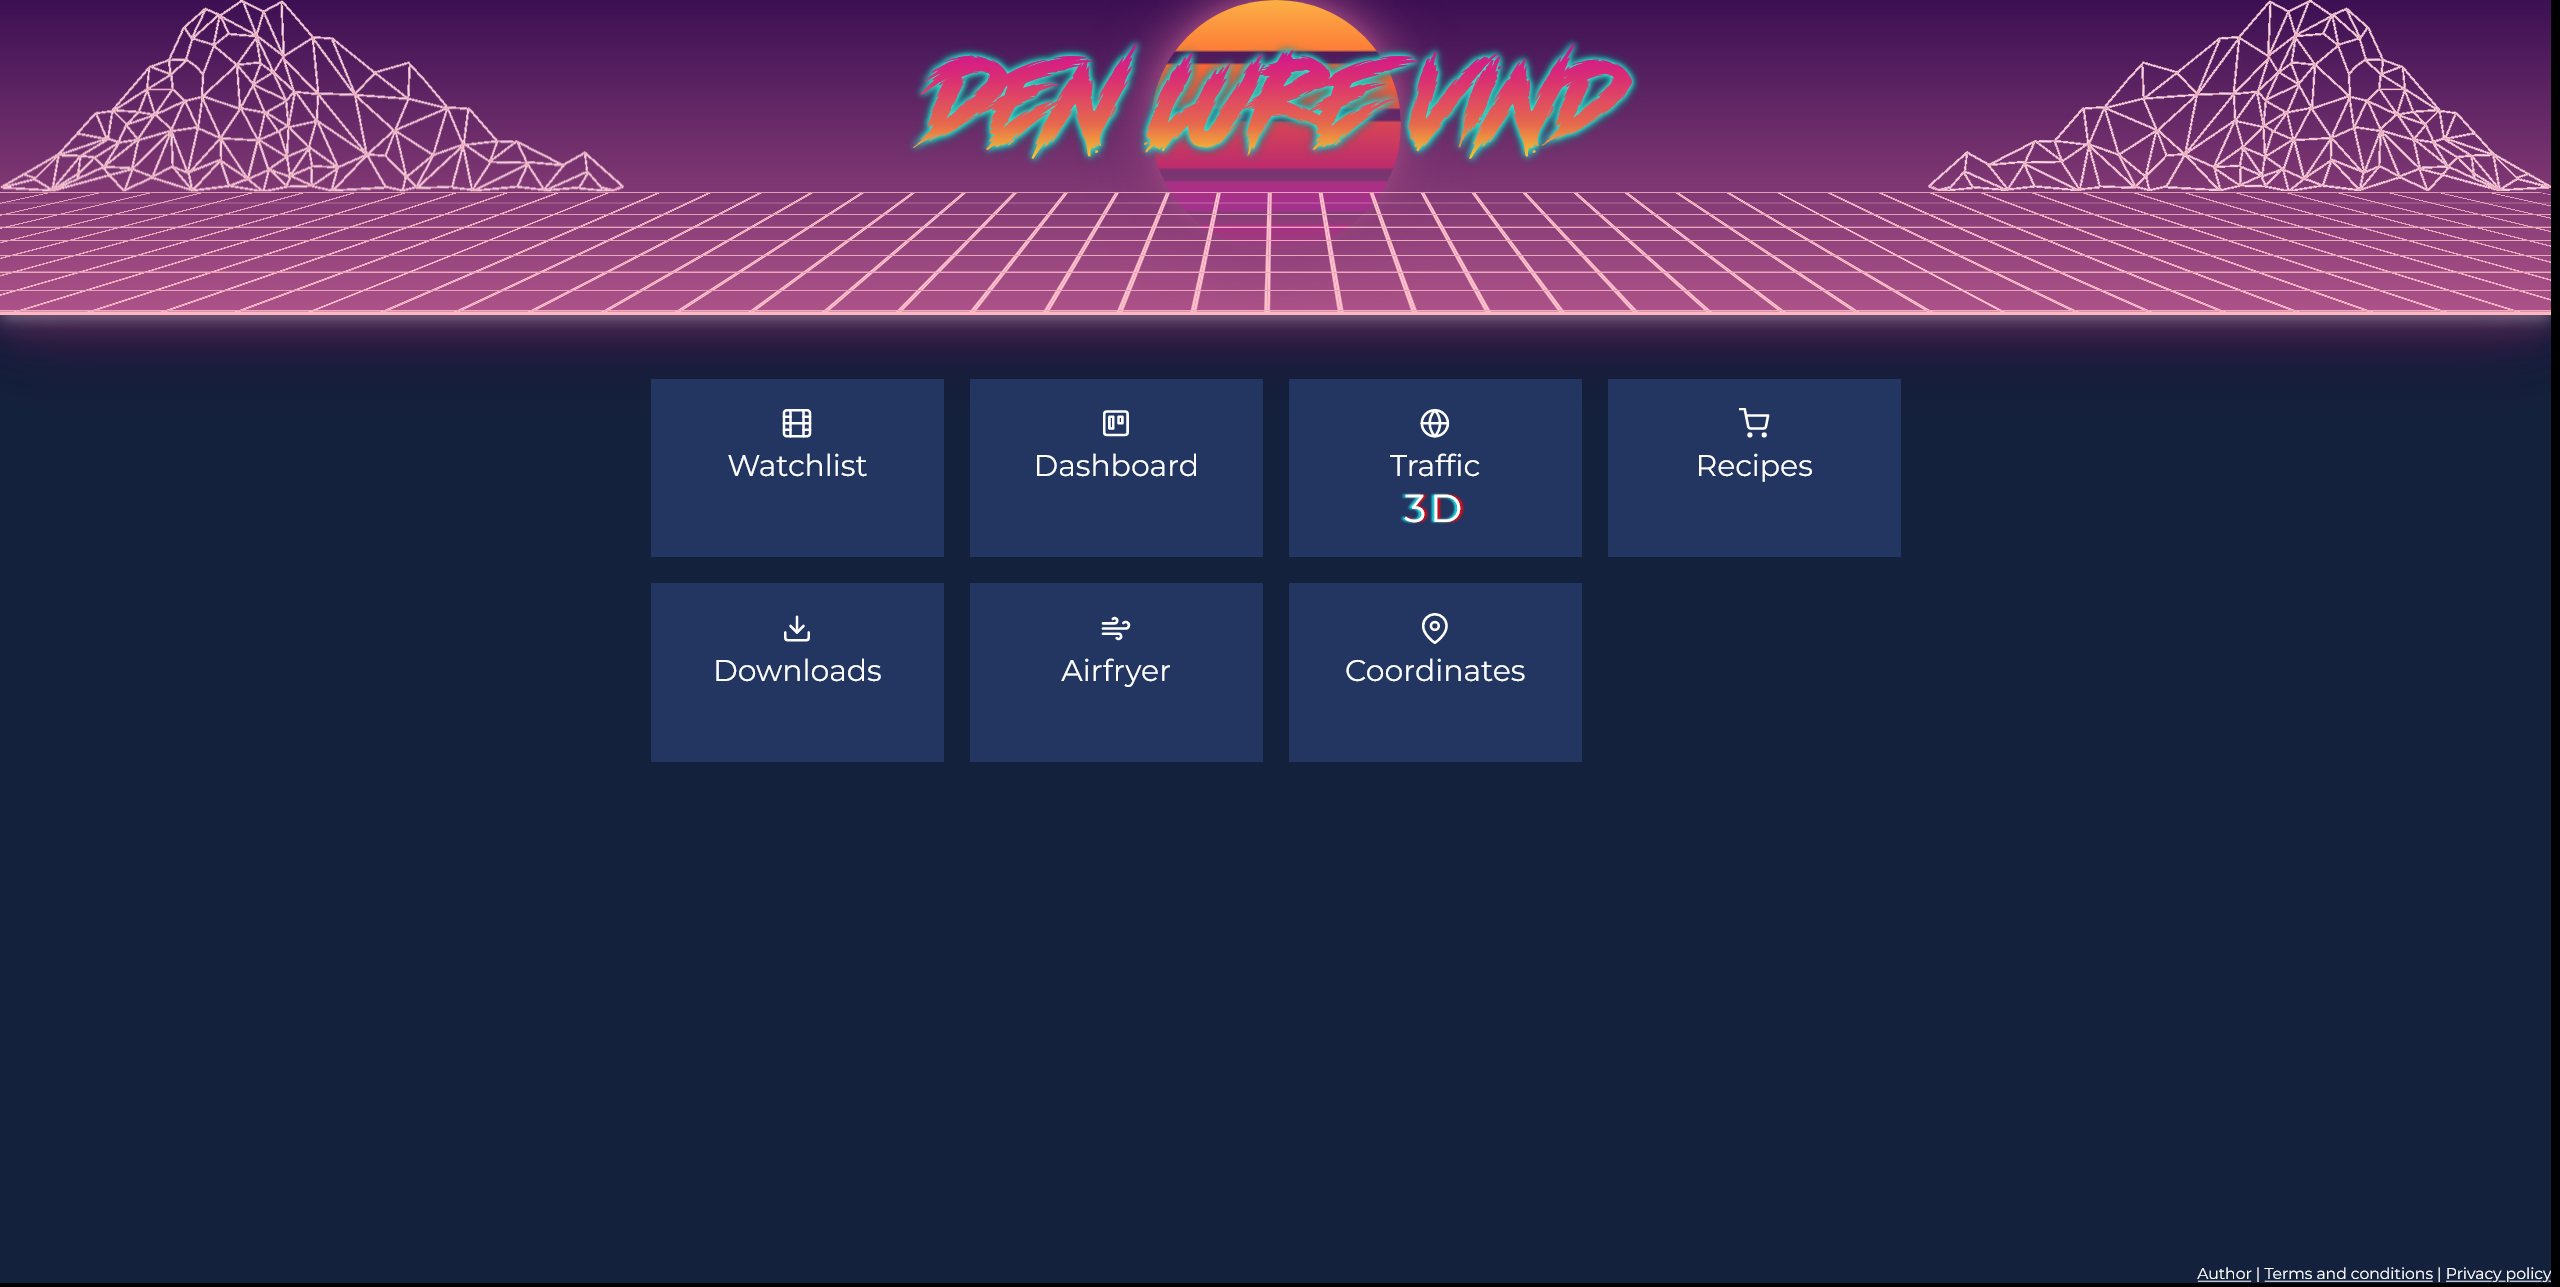 DEN LURE VIND
Watchlist
Dashboard
Traffic
3D
Recipes
Downloads
Airfryer
Coordinates
Author | Terms and conditions | Privacy policy